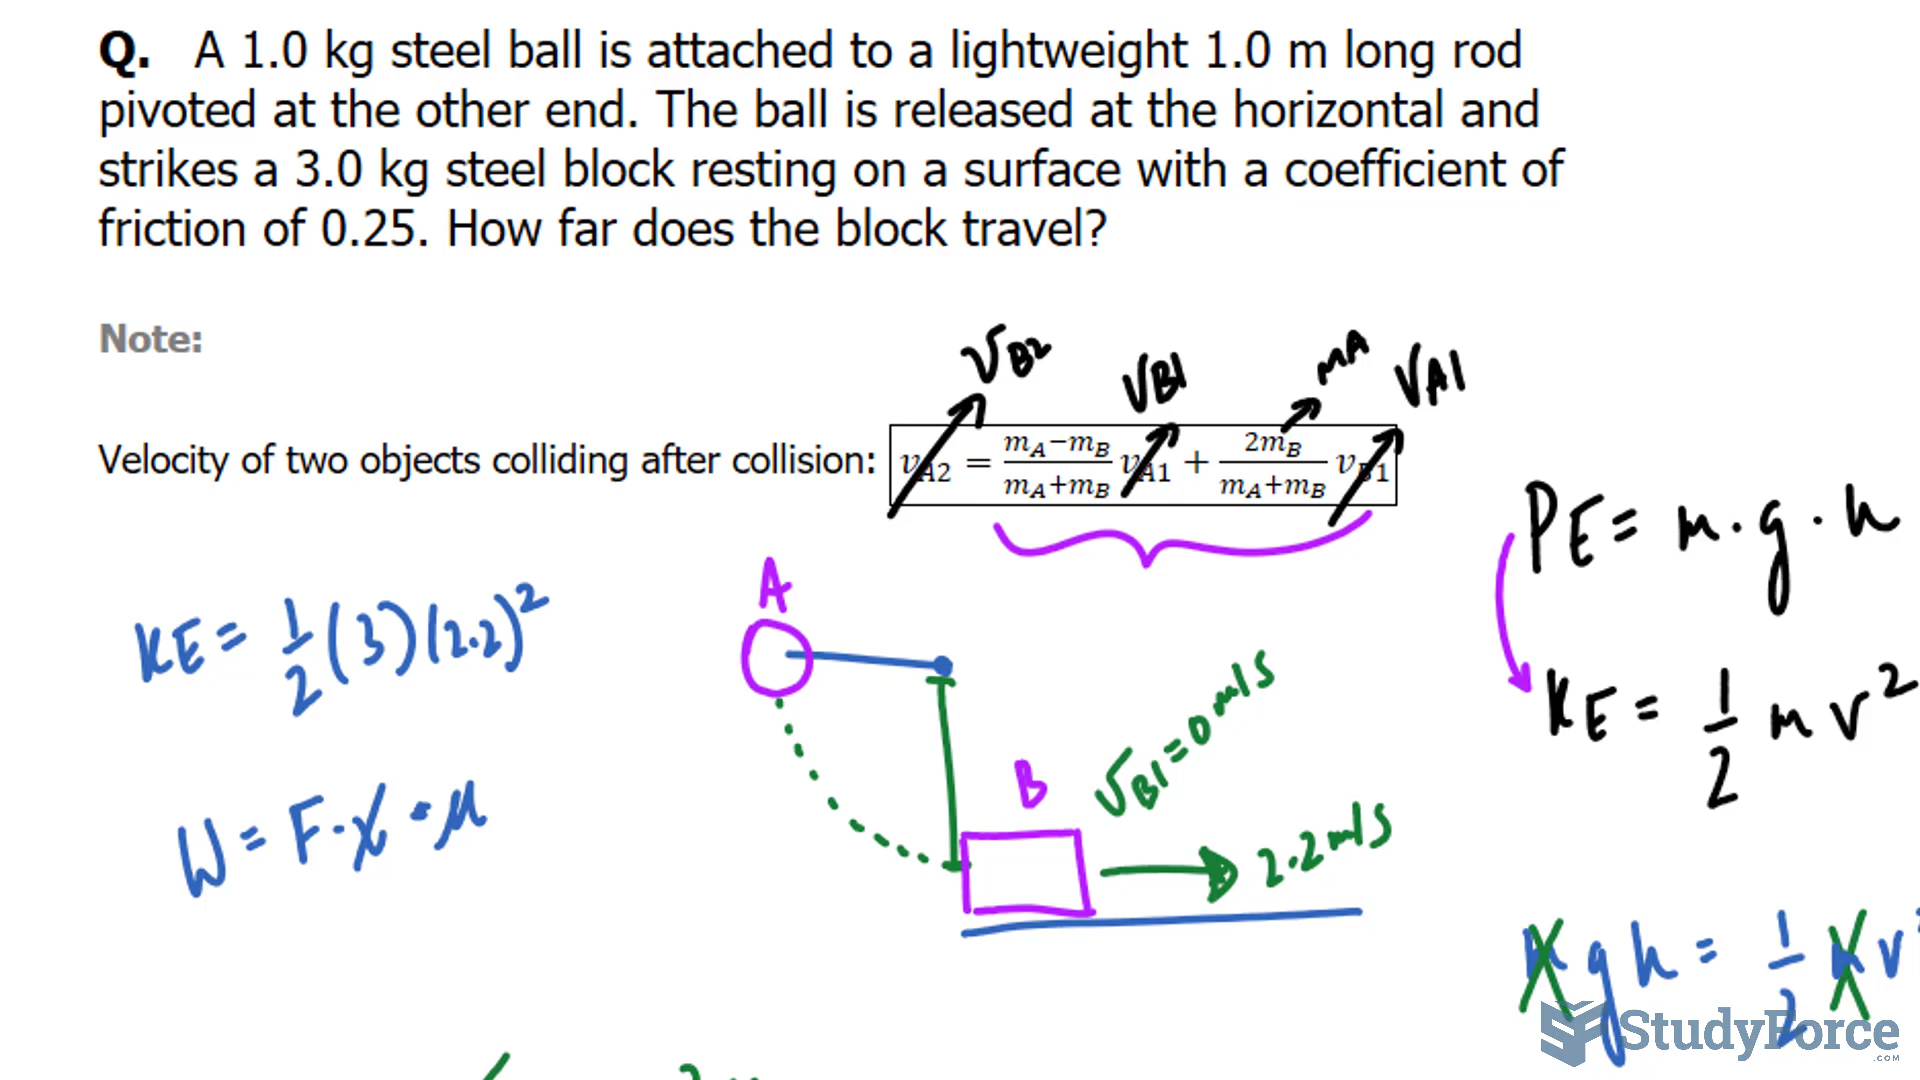 Q. A 1.0 kg steel ball is attached to a lightweight 1.0 m long rod
pivoted at the other end. The ball is released at the horizontal and
strikes a 3.0 kg steel block resting on a surface with a coefficient of
friction of 0.25. How far does the block travel?
Note:
VB2
VB1
mA
VA1
Velocity of two objects colliding after collision: vA2 = (mA−mB)/(mA+mB) vA1 + 2mB/(mA+mB) vB1
PE = m·g·h
A
KE = 1/2 (3)(2.2)²
VB1 = 0 m/s
KE = 1/2 m v²
B
W = F·x·μ
2.2 m/s
m g h = 1/2 m v²
StudyForce
.COM